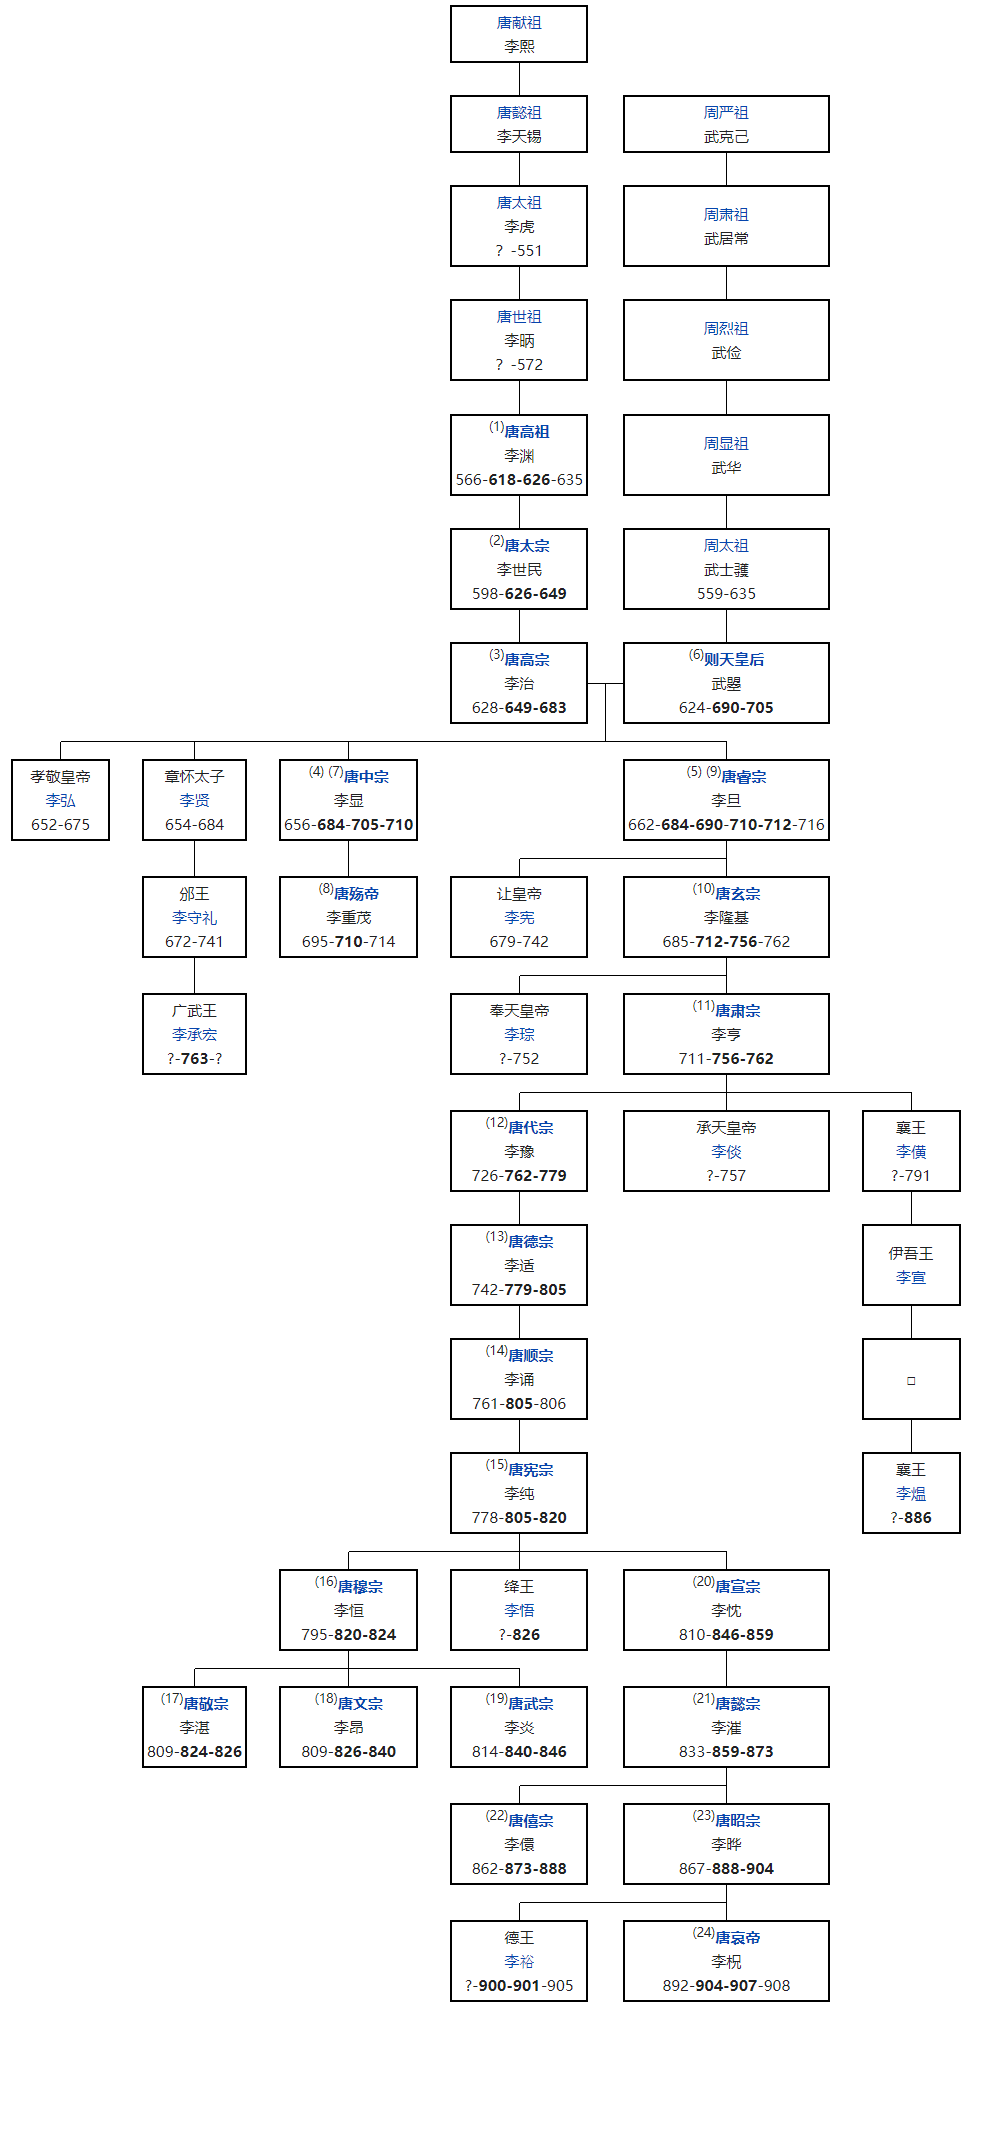 唐献祖
李熙
唐懿祖
李天锡
周严祖
武克己
唐太祖
李虎
? -551
周肃祖
武居常
唐世祖
李昞
? -572
周烈祖
武俭
(1)唐高祖
李渊
566-618-626-635
周显祖
武华
(2)唐太宗
李世民
598-626-649
周太祖
武士彠
559-635
(3)唐高宗
李治
628-649-683
(6)则天皇后
武曌
624-690-705
孝敬皇帝
李弘
652-675
章怀太子
李贤
654-684
(4) (7)唐中宗
李显
656-684-705-710
(5) (9)唐睿宗
李旦
662-684-690-710-712-716
邠王
李守礼
672-741
(8)唐殇帝
李重茂
695-710-714
让皇帝
李宪
679-742
(10)唐玄宗
李隆基
685-712-756-762
广武王
李承宏
?-763-?
奉天皇帝
李琮
?-752
(11)唐肃宗
李亨
711-756-762
(12)唐代宗
李豫
726-762-779
承天皇帝
李倓
?-757
襄王
李僙
?-791
(13)唐德宗
李适
742-779-805
伊吾王
李宣
(14)唐顺宗
李诵
761-805-806
□
(15)唐宪宗
李纯
778-805-820
襄王
李煴
?-886
(16)唐穆宗
李恒
795-820-824
绛王
李悟
?-826
(20)唐宣宗
李忱
810-846-859
(17)唐敬宗
李湛
809-824-826
(18)唐文宗
李昂
809-826-840
(19)唐武宗
李炎
814-840-846
(21)唐懿宗
李漼
833-859-873
(22)唐僖宗
李儇
862-873-888
(23)唐昭宗
李晔
867-888-904
德王
李裕
?-900-901-905
(24)唐哀帝
李柷
892-904-907-908